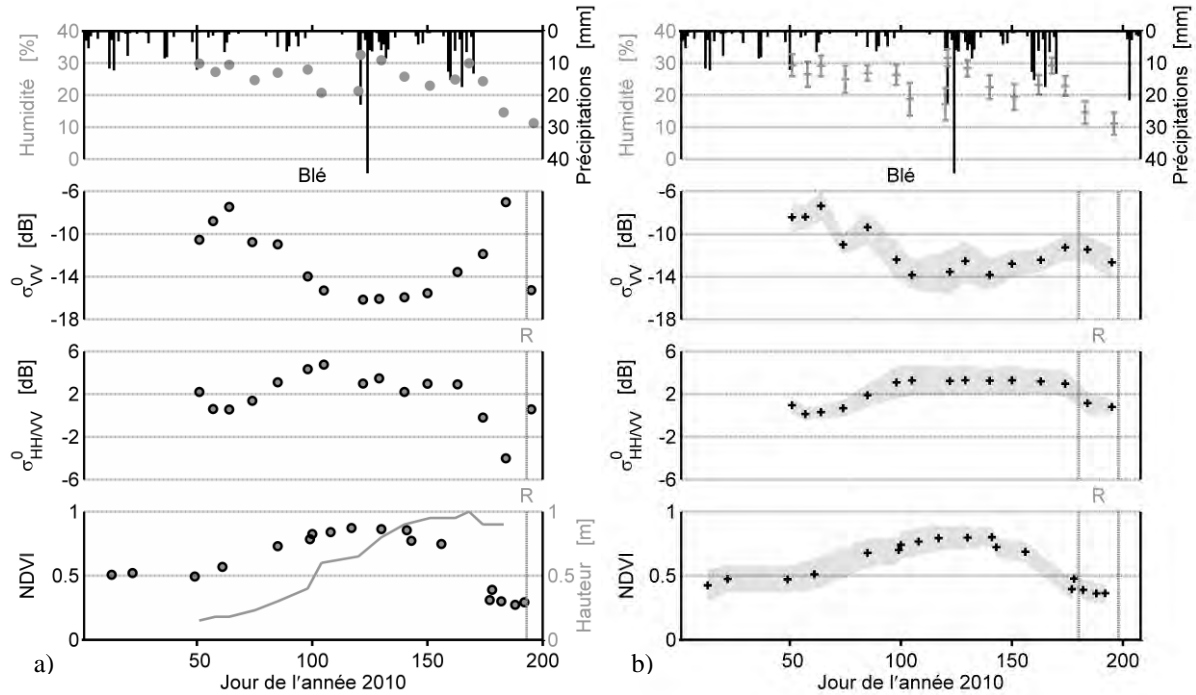 40 0 40 0
30 10 30 10
20 20 20 20
10 30 10 30
0 40 0 40
Humidité [%] Précipitations [mm] Humidité [%] Précipitations [mm]
Blé Blé
-6 -6
-10 -10
-14 -14
-18 -18
σ⁰VV [dB] σ⁰VV [dB]
R R
6 6
2 2
-2 -2
-6 -6
σ⁰HH/VV [dB] σ⁰HH/VV [dB]
R R
1 1 1
0.5 0.5 0.5
0 0 0
NDVI Hauteur [m] NDVI
50 100 150 200 50 100 150 200
a) Jour de l'année 2010 b) Jour de l'année 2010